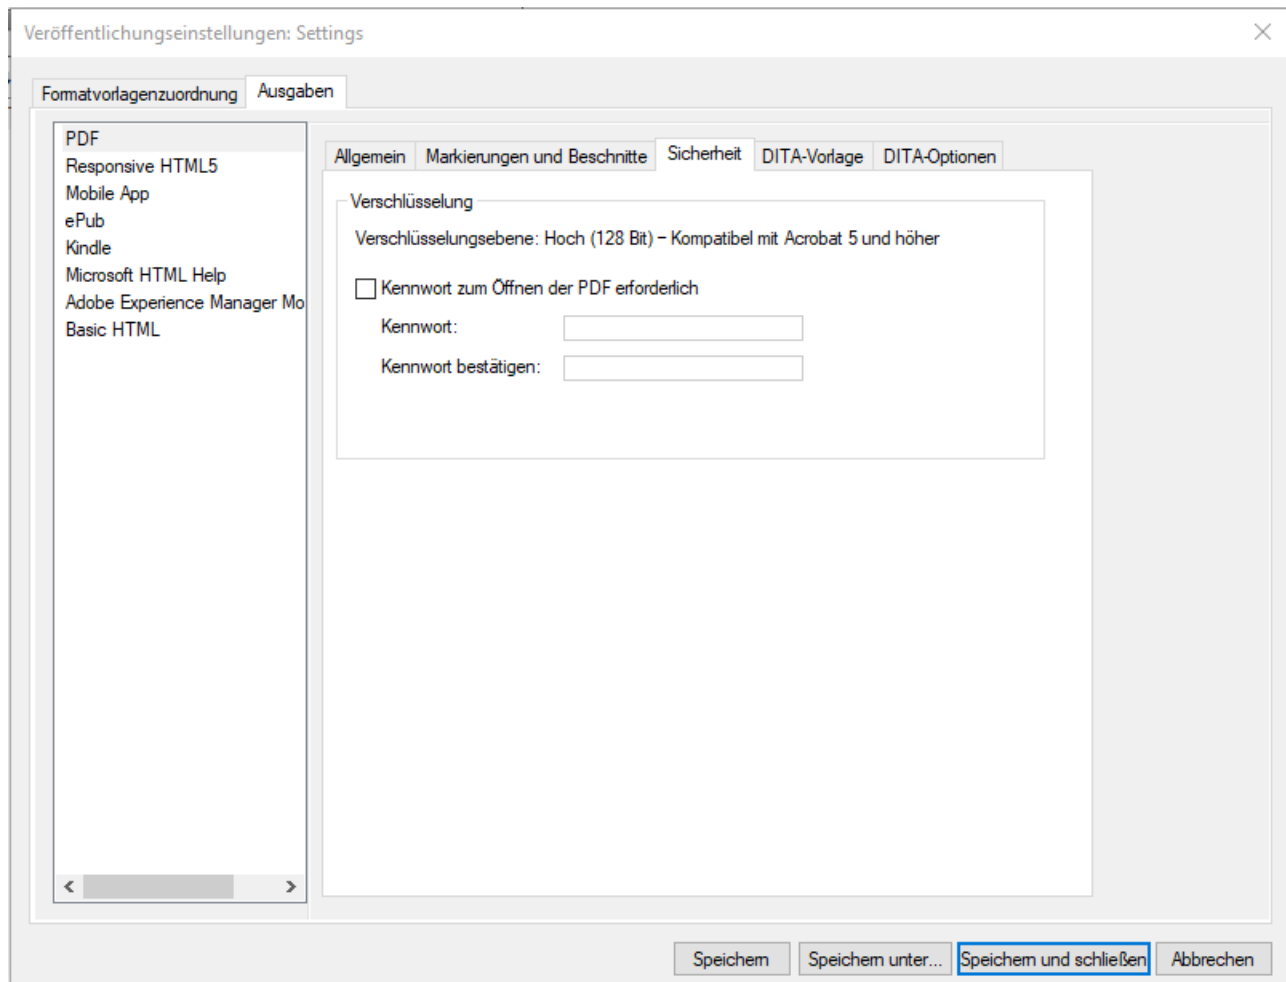 Veröffentlichungseinstellungen: Settings
Formatvorlagenzuordnung
Ausgaben
PDF
Responsive HTML5
Mobile App
ePub
Kindle
Microsoft HTML Help
Adobe Experience Manager Mo
Basic HTML
Allgemein
Markierungen und Beschnitte
Sicherheit
DITA-Vorlage
DITA-Optionen
Verschlüsselung
Verschlüsselungsebene: Hoch (128 Bit) – Kompatibel mit Acrobat 5 und höher
Kennwort zum Öffnen der PDF erforderlich
Kennwort:
Kennwort bestätigen:
Speichern
Speichern unter...
Speichern und schließen
Abbrechen